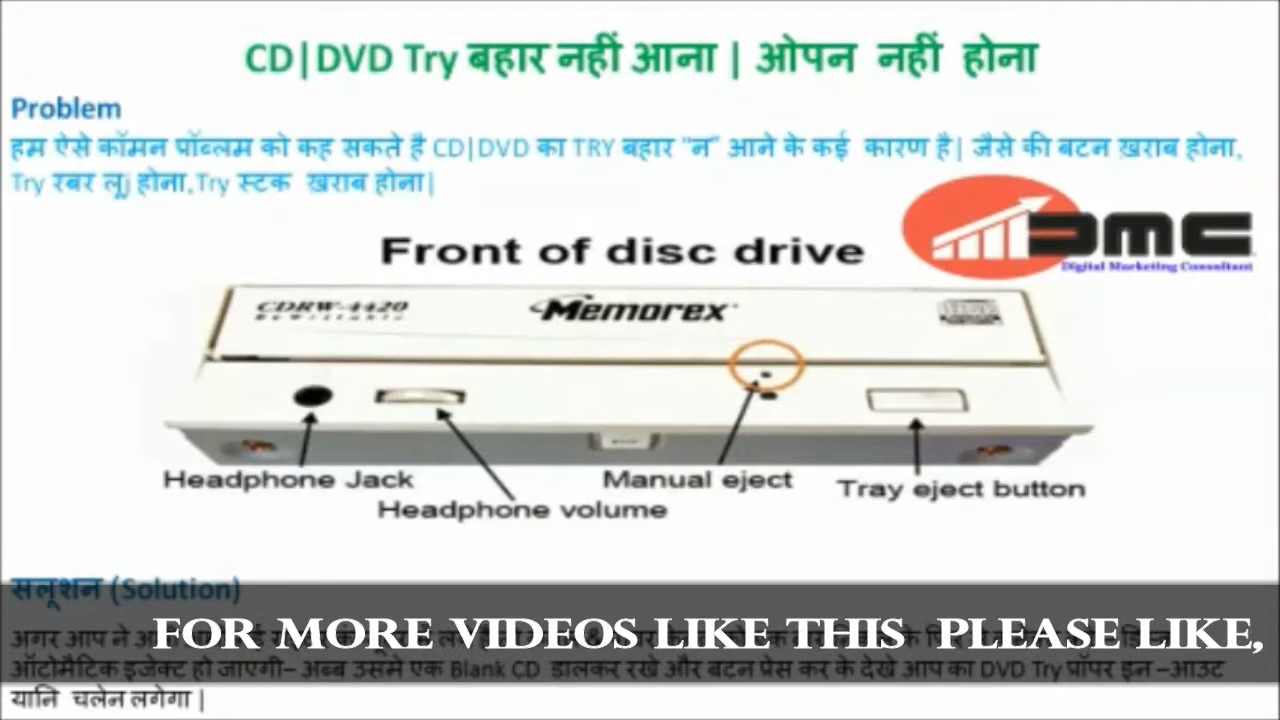 CD|DVD Try बहार नहीं आना | ओपन नहीं होना
Problem
हम ऐसे कॉमन प्रॉब्लम को कह सकते है CD|DVD का TRY बहार "न" आने के कई कारण है| जैसे की बटन ख़राब होना,
Try रबर लूj होना,Try स्टक ख़राब होना|
DMC
Digital Marketing Consultant
Front of disc drive
CDRW-4420
ReWritable
Memorex
Headphone Jack
Headphone volume
Manual eject
Tray eject button
सलूशन (Solution)
FOR MORE VIDEOS LIKE THIS PLEASE LIKE,
अगर आप ने
ऑटोमैटिक इजेक्ट हो जाएगी– अब्ब उसमे एक Blank CD डालकर रखे और बटन प्रेस कर के देखे आप का DVD Try प्रॉपर इन –आउट
यानि चलेन लगेगा |